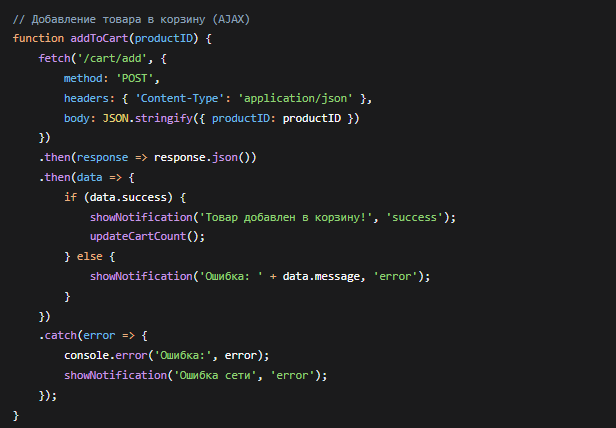 // Добавление товара в корзину (AJAX)
function addToCart(productID) {
    fetch('/cart/add', {
        method: 'POST',
        headers: { 'Content-Type': 'application/json' },
        body: JSON.stringify({ productID: productID })
    })
    .then(response => response.json())
    .then(data => {
        if (data.success) {
            showNotification('Товар добавлен в корзину!', 'success');
            updateCartCount();
        } else {
            showNotification('Ошибка: ' + data.message, 'error');
        }
    })
    .catch(error => {
        console.error('Ошибка:', error);
        showNotification('Ошибка сети', 'error');
    });
}